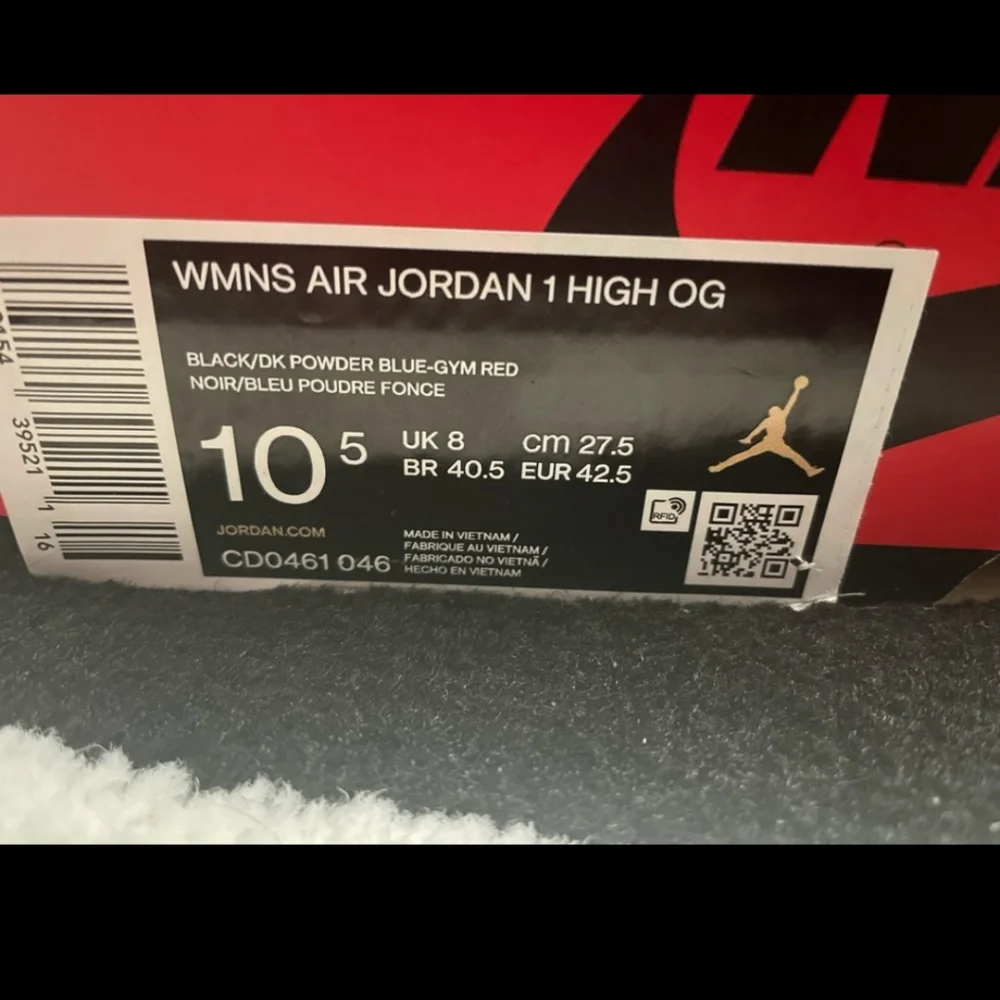 WMNS AIR JORDAN 1 HIGH OG
BLACK/DK POWDER BLUE-GYM RED
NOIR/BLEU POUDRE FONCE
10 5
UK 8 cm 27.5
BR 40.5 EUR 42.5
RFID
JORDAN.COM
CD0461 046
MADE IN VIETNAM /
FABRIQUE AU VIETNAM /
FABRICADO NO VIETNÃ /
HECHO EN VIETNAM
39521 1
16